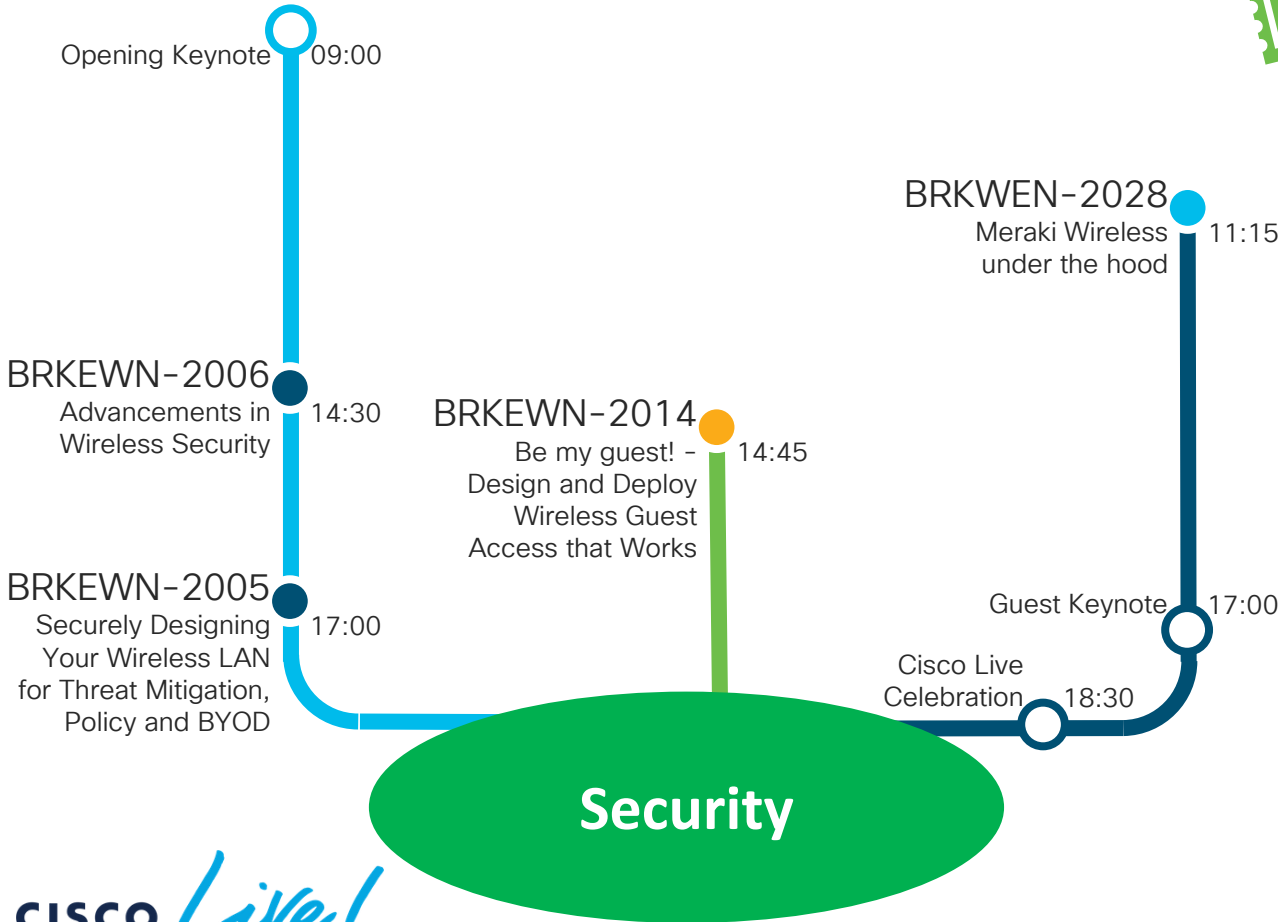 Opening Keynote
09:00
BRKEWN-2006
Advancements in
Wireless Security
14:30
BRKEWN-2005
Securely Designing
Your Wireless LAN
for Threat Mitigation,
Policy and BYOD
17:00
BRKEWN-2014
Be my guest! -
Design and Deploy
Wireless Guest
Access that Works
14:45
BRKWEN-2028
Meraki Wireless
under the hood
11:15
Guest Keynote
17:00
Cisco Live
Celebration
18:30
Security
CISCO Live!